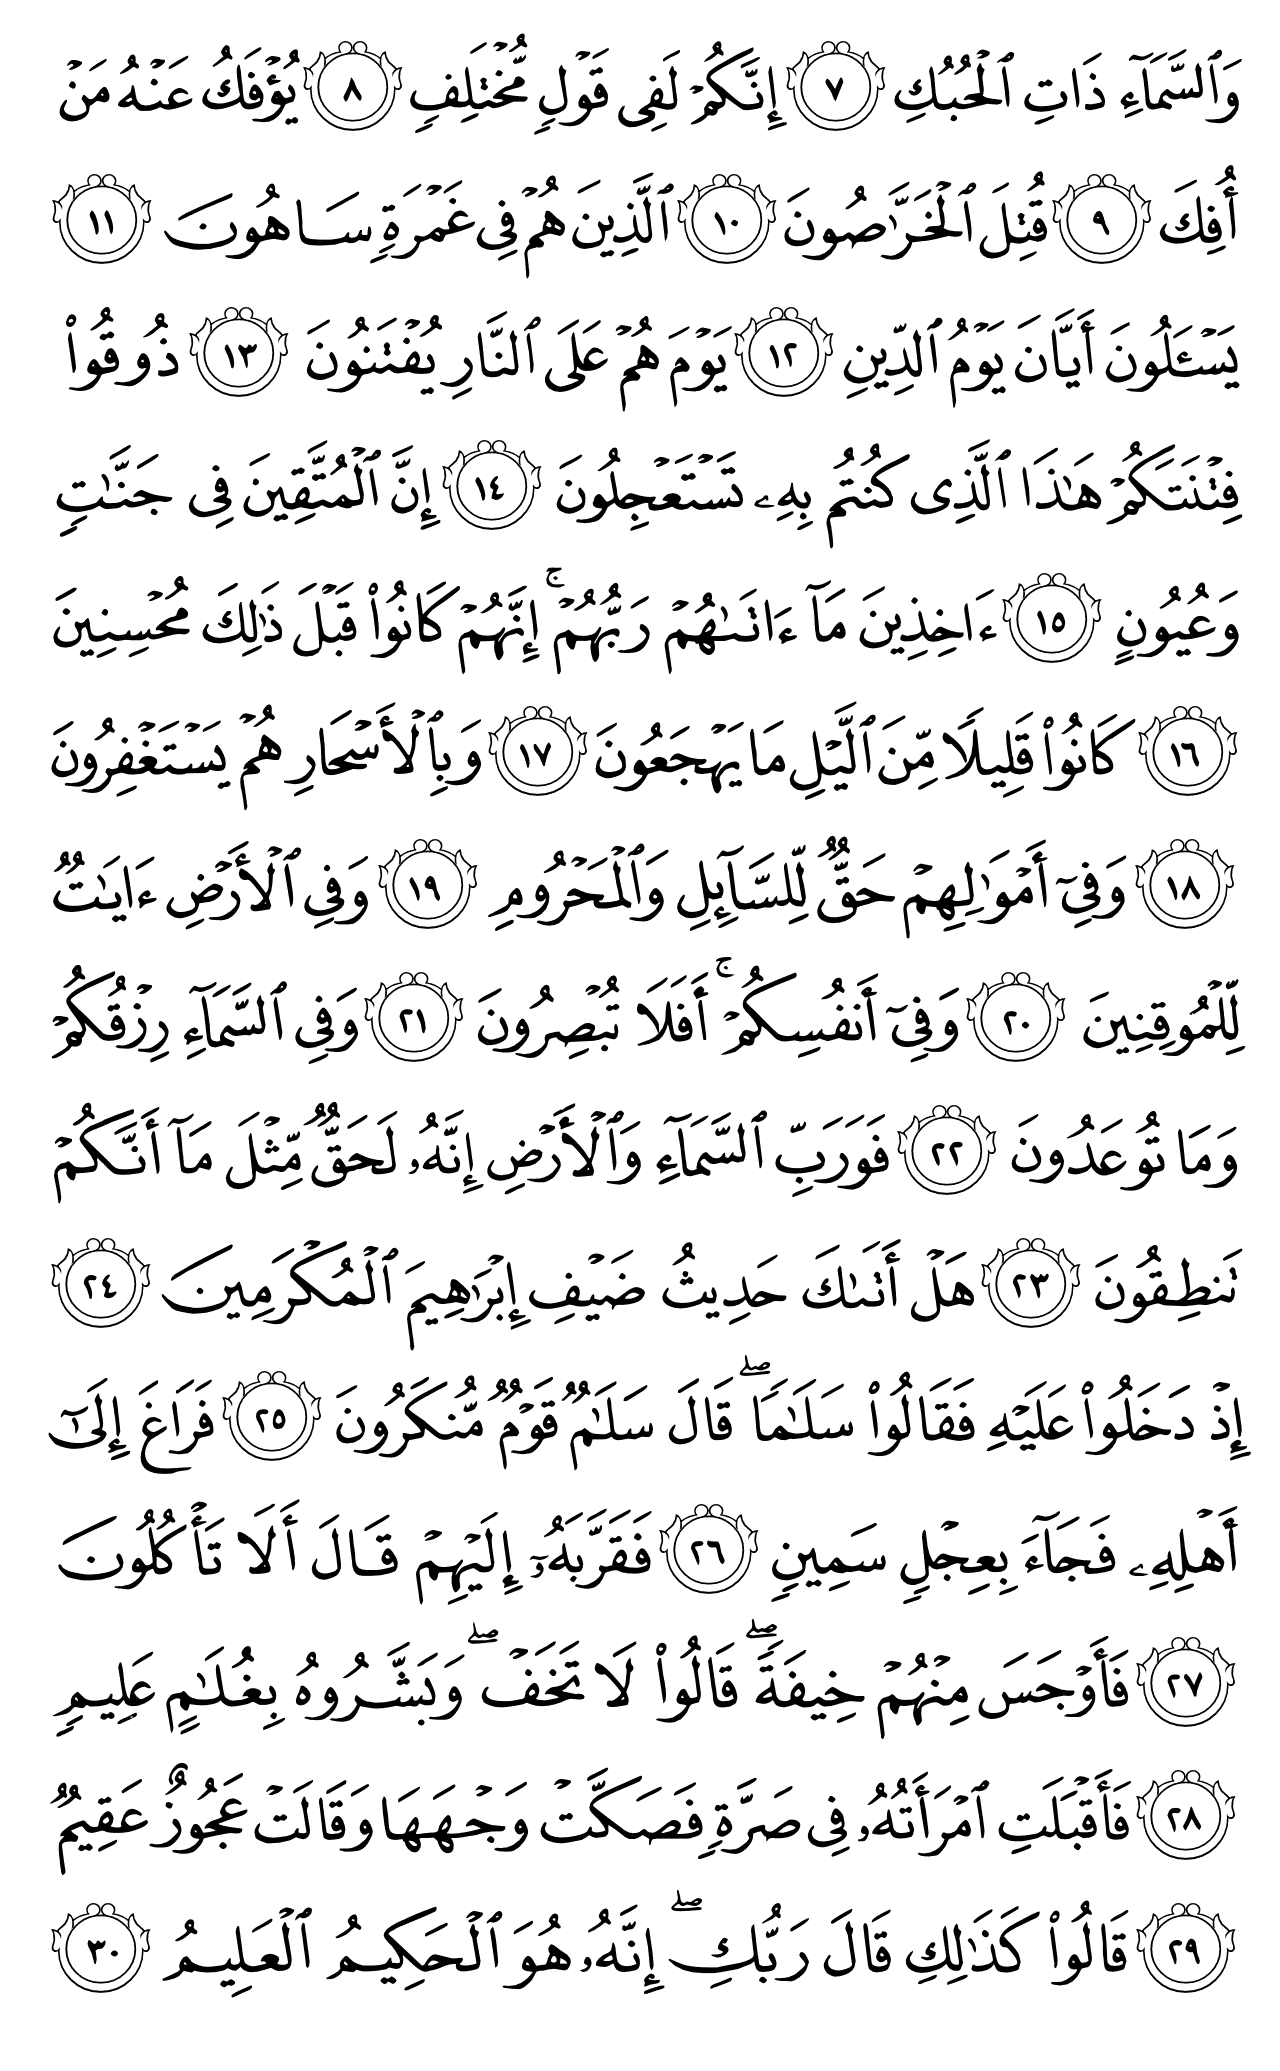 وَٱلسَّمَآءِ ذَاتِ ٱلْحُبُكِ ٧ إِنَّكُمْ لَفِى قَوْلٍ مُّخْتَلِفٍ ٨ يُؤْفَكُ عَنْهُ مَنْ
أُفِكَ ٩ قُتِلَ ٱلْخَرَّٰصُونَ ١٠ ٱلَّذِينَ هُمْ فِى غَمْرَةٍ سَاهُونَ ١١
يَسْـَٔلُونَ أَيَّانَ يَوْمُ ٱلدِّينِ ١٢ يَوْمَ هُمْ عَلَى ٱلنَّارِ يُفْتَنُونَ ١٣ ذُوقُوا۟
فِتْنَتَكُمْ هَٰذَا ٱلَّذِى كُنتُم بِهِۦ تَسْتَعْجِلُونَ ١٤ إِنَّ ٱلْمُتَّقِينَ فِى جَنَّٰتٍ
وَعُيُونٍ ١٥ ءَاخِذِينَ مَآ ءَاتَىٰهُمْ رَبُّهُمْ ۚ إِنَّهُمْ كَانُوا۟ قَبْلَ ذَٰلِكَ مُحْسِنِينَ
١٦ كَانُوا۟ قَلِيلًا مِّنَ ٱلَّيْلِ مَا يَهْجَعُونَ ١٧ وَبِٱلْأَسْحَارِ هُمْ يَسْتَغْفِرُونَ
١٨ وَفِىٓ أَمْوَٰلِهِمْ حَقٌّ لِّلسَّآئِلِ وَٱلْمَحْرُومِ ١٩ وَفِى ٱلْأَرْضِ ءَايَٰتٌ
لِّلْمُوقِنِينَ ٢٠ وَفِىٓ أَنفُسِكُمْ ۚ أَفَلَا تُبْصِرُونَ ٢١ وَفِى ٱلسَّمَآءِ رِزْقُكُمْ
وَمَا تُوعَدُونَ ٢٢ فَوَرَبِّ ٱلسَّمَآءِ وَٱلْأَرْضِ إِنَّهُۥ لَحَقٌّ مِّثْلَ مَآ أَنَّكُمْ
تَنطِقُونَ ٢٣ هَلْ أَتَىٰكَ حَدِيثُ ضَيْفِ إِبْرَٰهِيمَ ٱلْمُكْرَمِينَ ٢٤
إِذْ دَخَلُوا۟ عَلَيْهِ فَقَالُوا۟ سَلَٰمًا ۖ قَالَ سَلَٰمٌ قَوْمٌ مُّنكَرُونَ ٢٥ فَرَاغَ إِلَىٰٓ
أَهْلِهِۦ فَجَآءَ بِعِجْلٍ سَمِينٍ ٢٦ فَقَرَّبَهُۥٓ إِلَيْهِمْ قَالَ أَلَا تَأْكُلُونَ
٢٧ فَأَوْجَسَ مِنْهُمْ خِيفَةً ۖ قَالُوا۟ لَا تَخَفْ ۖ وَبَشَّرُوهُ بِغُلَٰمٍ عَلِيمٍ
٢٨ فَأَقْبَلَتِ ٱمْرَأَتُهُۥ فِى صَرَّةٍ فَصَكَّتْ وَجْهَهَا وَقَالَتْ عَجُوزٌ عَقِيمٌ
٢٩ قَالُوا۟ كَذَٰلِكِ قَالَ رَبُّكِ ۖ إِنَّهُۥ هُوَ ٱلْحَكِيمُ ٱلْعَلِيمُ ٣٠